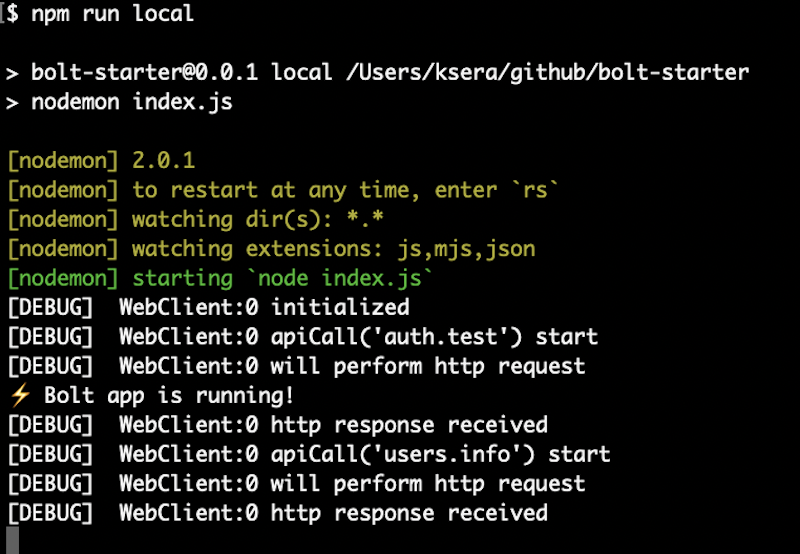 [$ npm run local
> bolt-starter@0.0.1 local /Users/ksera/github/bolt-starter
> nodemon index.js
[nodemon] 2.0.1
[nodemon] to restart at any time, enter `rs`
[nodemon] watching dir(s): *.*
[nodemon] watching extensions: js,mjs,json
[nodemon] starting `node index.js`
[DEBUG]  WebClient:0 initialized
[DEBUG]  WebClient:0 apiCall('auth.test') start
[DEBUG]  WebClient:0 will perform http request
⚡ Bolt app is running!
[DEBUG]  WebClient:0 http response received
[DEBUG]  WebClient:0 apiCall('users.info') start
[DEBUG]  WebClient:0 will perform http request
[DEBUG]  WebClient:0 http response received